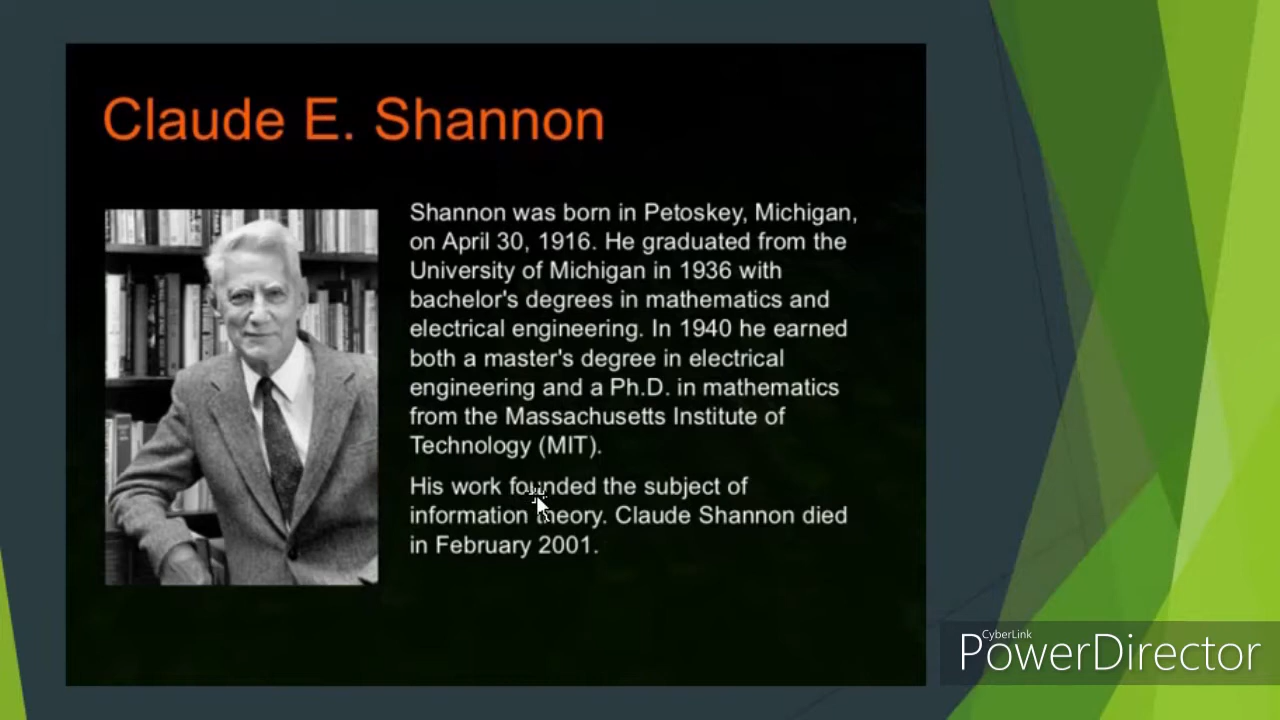 Claude E. Shannon
Shannon was born in Petoskey, Michigan,
on April 30, 1916. He graduated from the
University of Michigan in 1936 with
bachelor's degrees in mathematics and
electrical engineering. In 1940 he earned
both a master's degree in electrical
engineering and a Ph.D. in mathematics
from the Massachusetts Institute of
Technology (MIT).
His work founded the subject of
information theory. Claude Shannon died
in February 2001.
CyberLink
PowerDirector